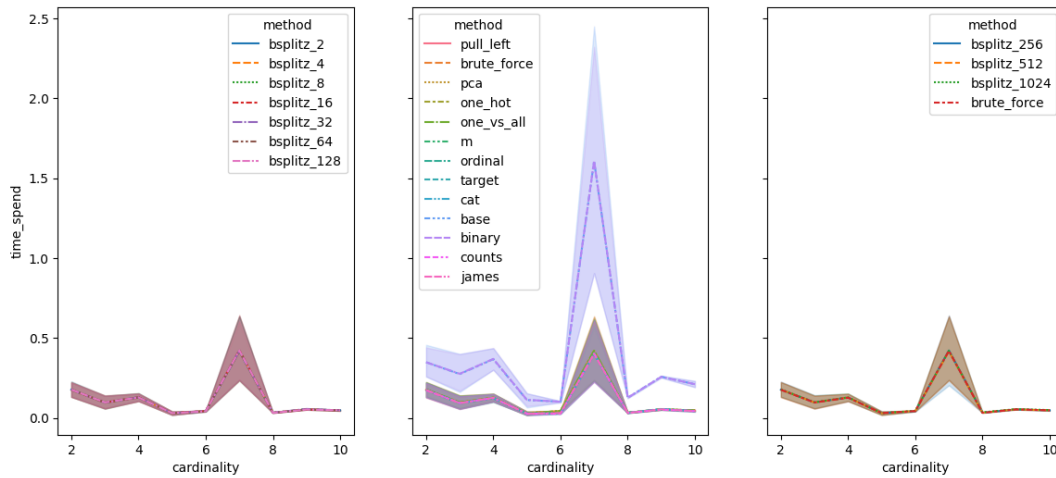 time_spend
2.5
2.0
1.5
1.0
0.5
0.0
method
bsplitz_2
bsplitz_4
bsplitz_8
bsplitz_16
bsplitz_32
bsplitz_64
bsplitz_128
2 4 6 8 10
cardinality
method
pull_left
brute_force
pca
one_hot
one_vs_all
m
ordinal
target
cat
base
binary
counts
james
2 4 6 8 10
cardinality
method
bsplitz_256
bsplitz_512
bsplitz_1024
brute_force
2 4 6 8 10
cardinality